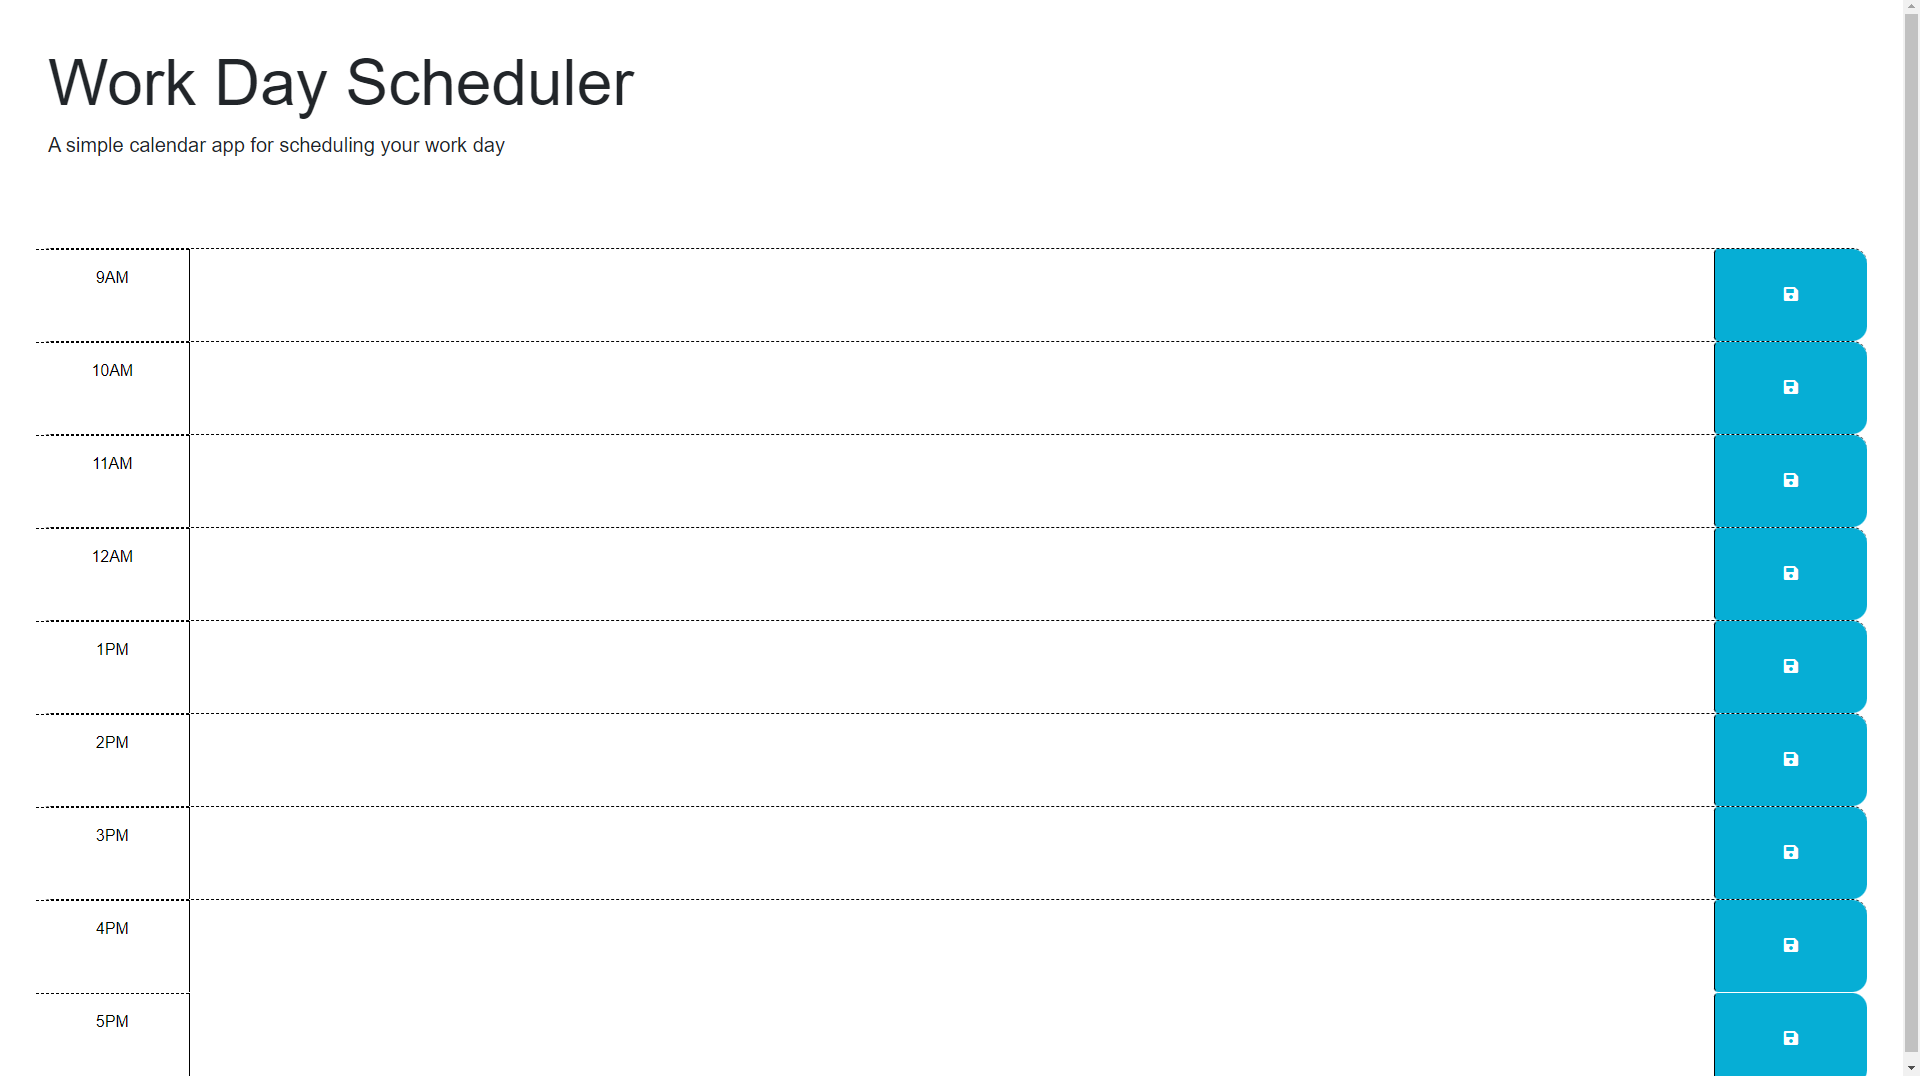 Work Day Scheduler
A simple calendar app for scheduling your work day
9AM
10AM
11AM
12AM
1PM
2PM
3PM
4PM
5PM